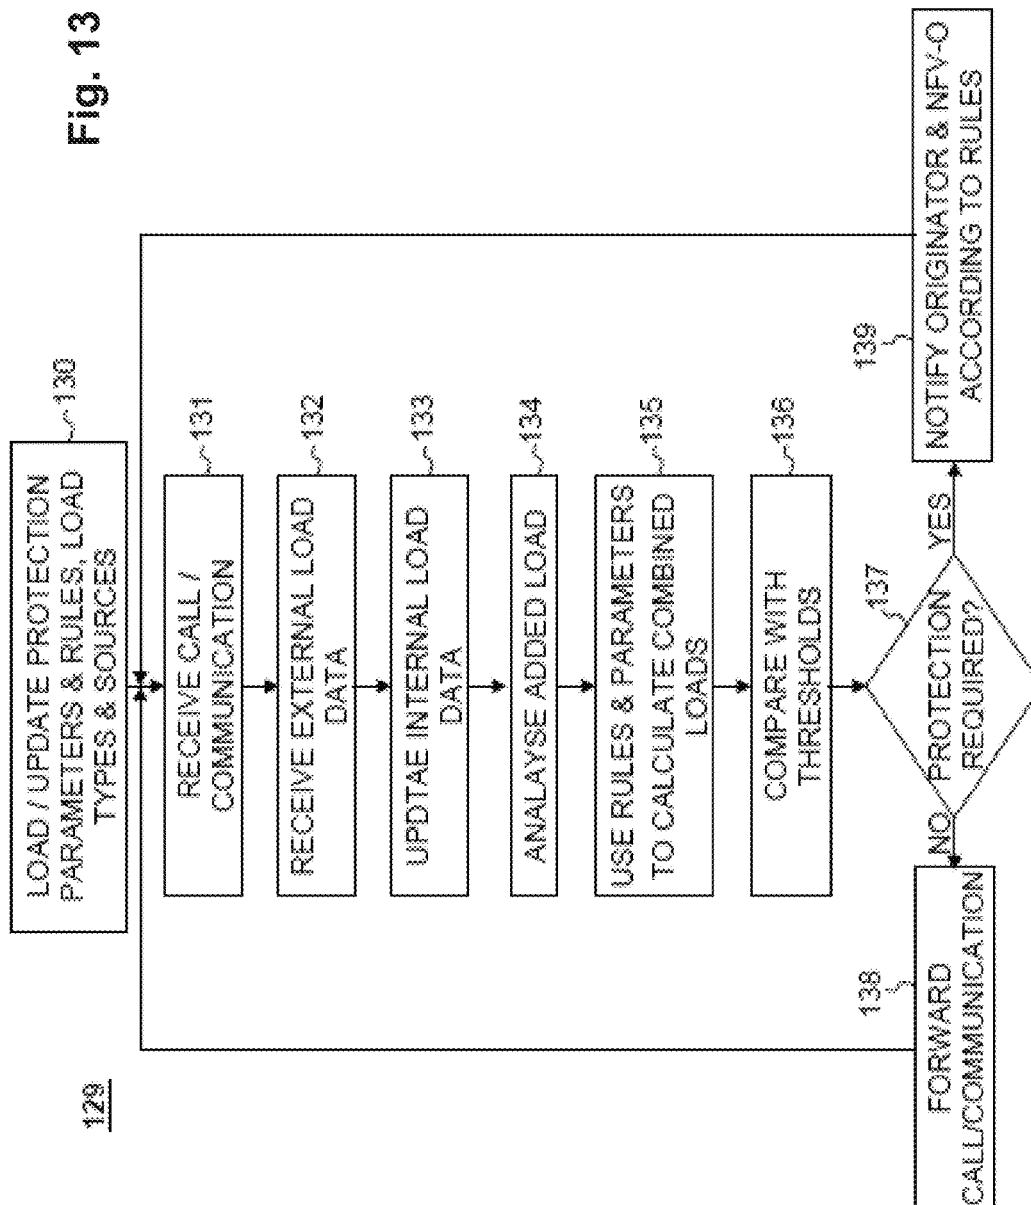 Fig. 13
129
LOAD / UPDATE PROTECTION
PARAMETERS & RULES, LOAD
TYPES & SOURCES
130
RECEIVE CALL /
COMMUNICATION
131
RECEIVE EXTERNAL LOAD
DATA
132
UPDTAE INTERNAL LOAD
DATA
133
ANALAYSE ADDED LOAD
134
USE RULES & PARAMETERS
TO CALCULATE COMBINED
LOADS
135
COMPARE WITH
THRESHOLDS
136
PROTECTION
REQUIRED?
137
NO
YES
FORWARD
CALL/COMMUNICATION
138
NOTIFY ORIGINATOR & NFV-O
ACCORDING TO RULES
139